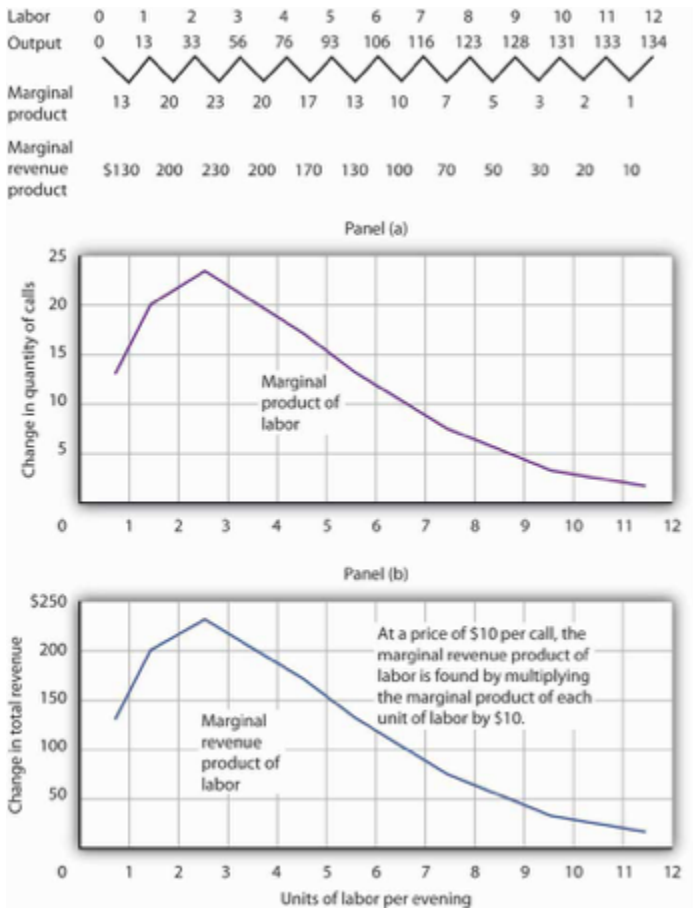 Labor 0 1 2 3 4 5 6 7 8 9 10 11 12
Output 0 13 33 56 76 93 106 116 123 128 131 133 134
Marginal
product
13 20 23 20 17 13 10 7 5 3 2 1
Marginal
revenue
product
$130 200 230 200 170 130 100 70 50 30 20 10
Panel (a)
Change in quantity of calls
25
20
15
10
5
0 1 2 3 4 5 6 7 8 9 10 11 12
Marginal
product of
labor
Panel (b)
Change in total revenue
$250
200
150
100
50
0 1 2 3 4 5 6 7 8 9 10 11 12
At a price of $10 per call, the
marginal revenue product of
labor is found by multiplying
the marginal product of each
unit of labor by $10.
Marginal
revenue
product of
labor
Units of labor per evening